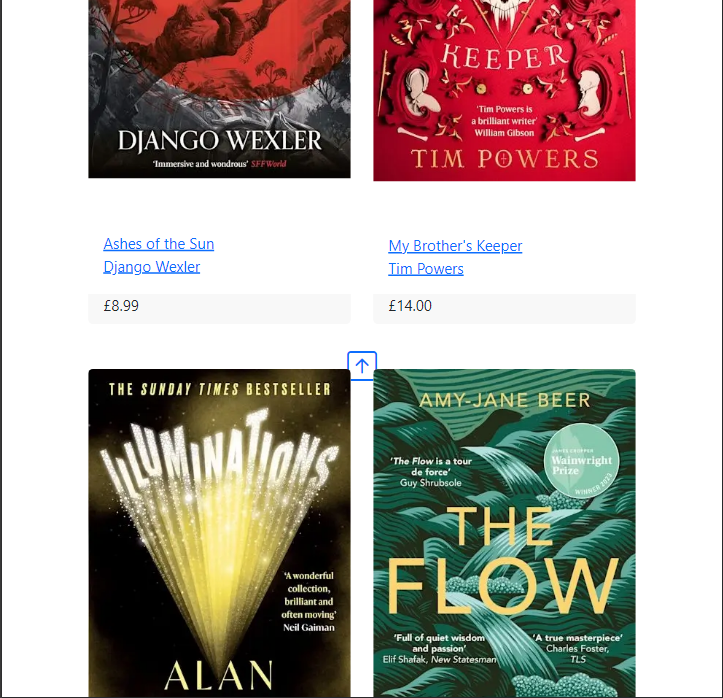 KEEPER
'Tim Powers is
a brilliant writer'
William Gibson
DJANGO WEXLER
TIM POWERS
'Immersive and wondrous' SFFWorld
Ashes of the Sun
Django Wexler
My Brother's Keeper
Tim Powers
£8.99
£14.00
THE SUNDAY TIMES BESTSELLER
ILLUMINATIONS
'A wonderful
collection,
brilliant and
often moving'
Neil Gaiman
ALAN
AMY-JANE BEER
'The Flow is a tour
de force'
Guy Shrubsole
JAMES CROPPER
Wainwright
Prize
WINNER 2023
THE
FLOW
'Full of quiet wisdom
and passion'
Elif Shafak, New Statesman
'A true masterpiece'
Charles Foster,
TLS